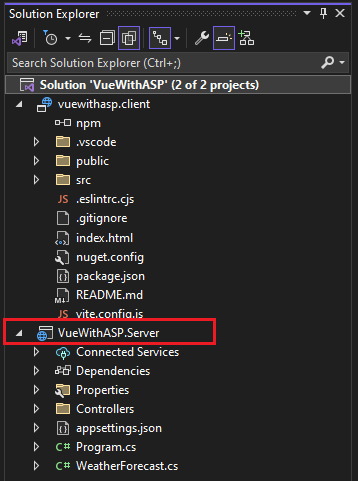 Solution Explorer
Search Solution Explorer (Ctrl+;)
Solution 'VueWithASP' (2 of 2 projects)
vuewithasp.client
npm
.vscode
public
src
JS .eslintrc.cjs
.gitignore
index.html
nuget.config
package.json
README.md
JS vite.config.js
VueWithASP.Server
Connected Services
Dependencies
Properties
Controllers
appsettings.json
C# Program.cs
C# WeatherForecast.cs